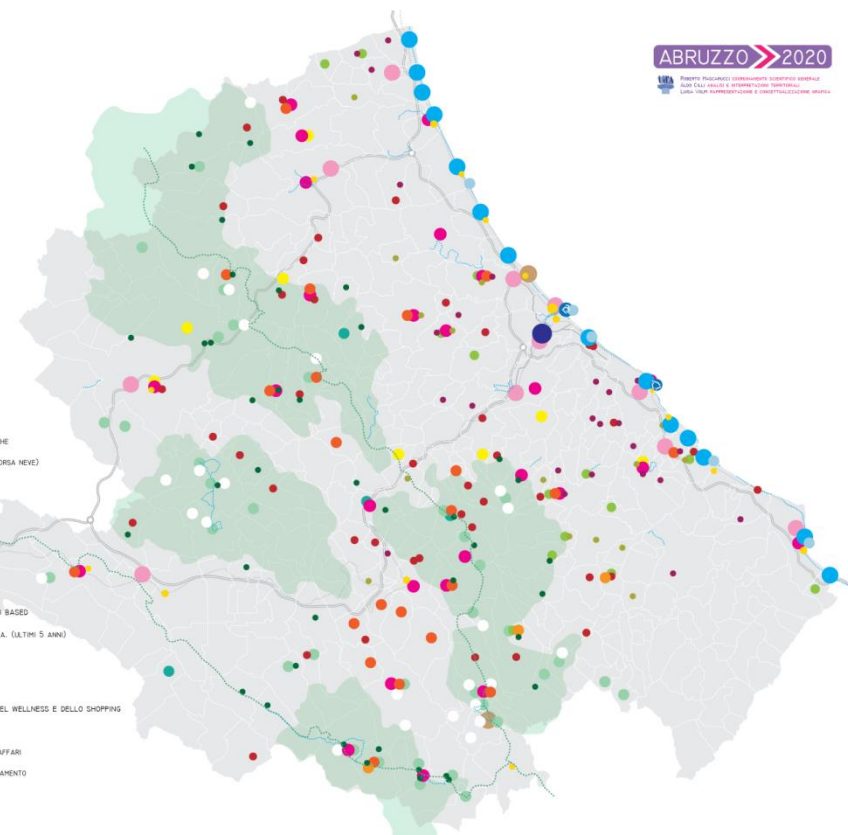 ABRUZZO 2020
UdA
ROBERTO MASCARUCCI COORDINAMENTO SCIENTIFICO GENERALE
ALDO CILLI ANALISI E INTERPRETAZIONI TERRITORIALI
LUISA VOLPI RAPPRESENTAZIONE E CONCETTUALIZZAZIONE GRAFICA
HE
ORSA NEVE)
BASED
A. (ULTIMI 5 ANNI)
EL WELLNESS E DELLO SHOPPING
AFFARI
AMENTO